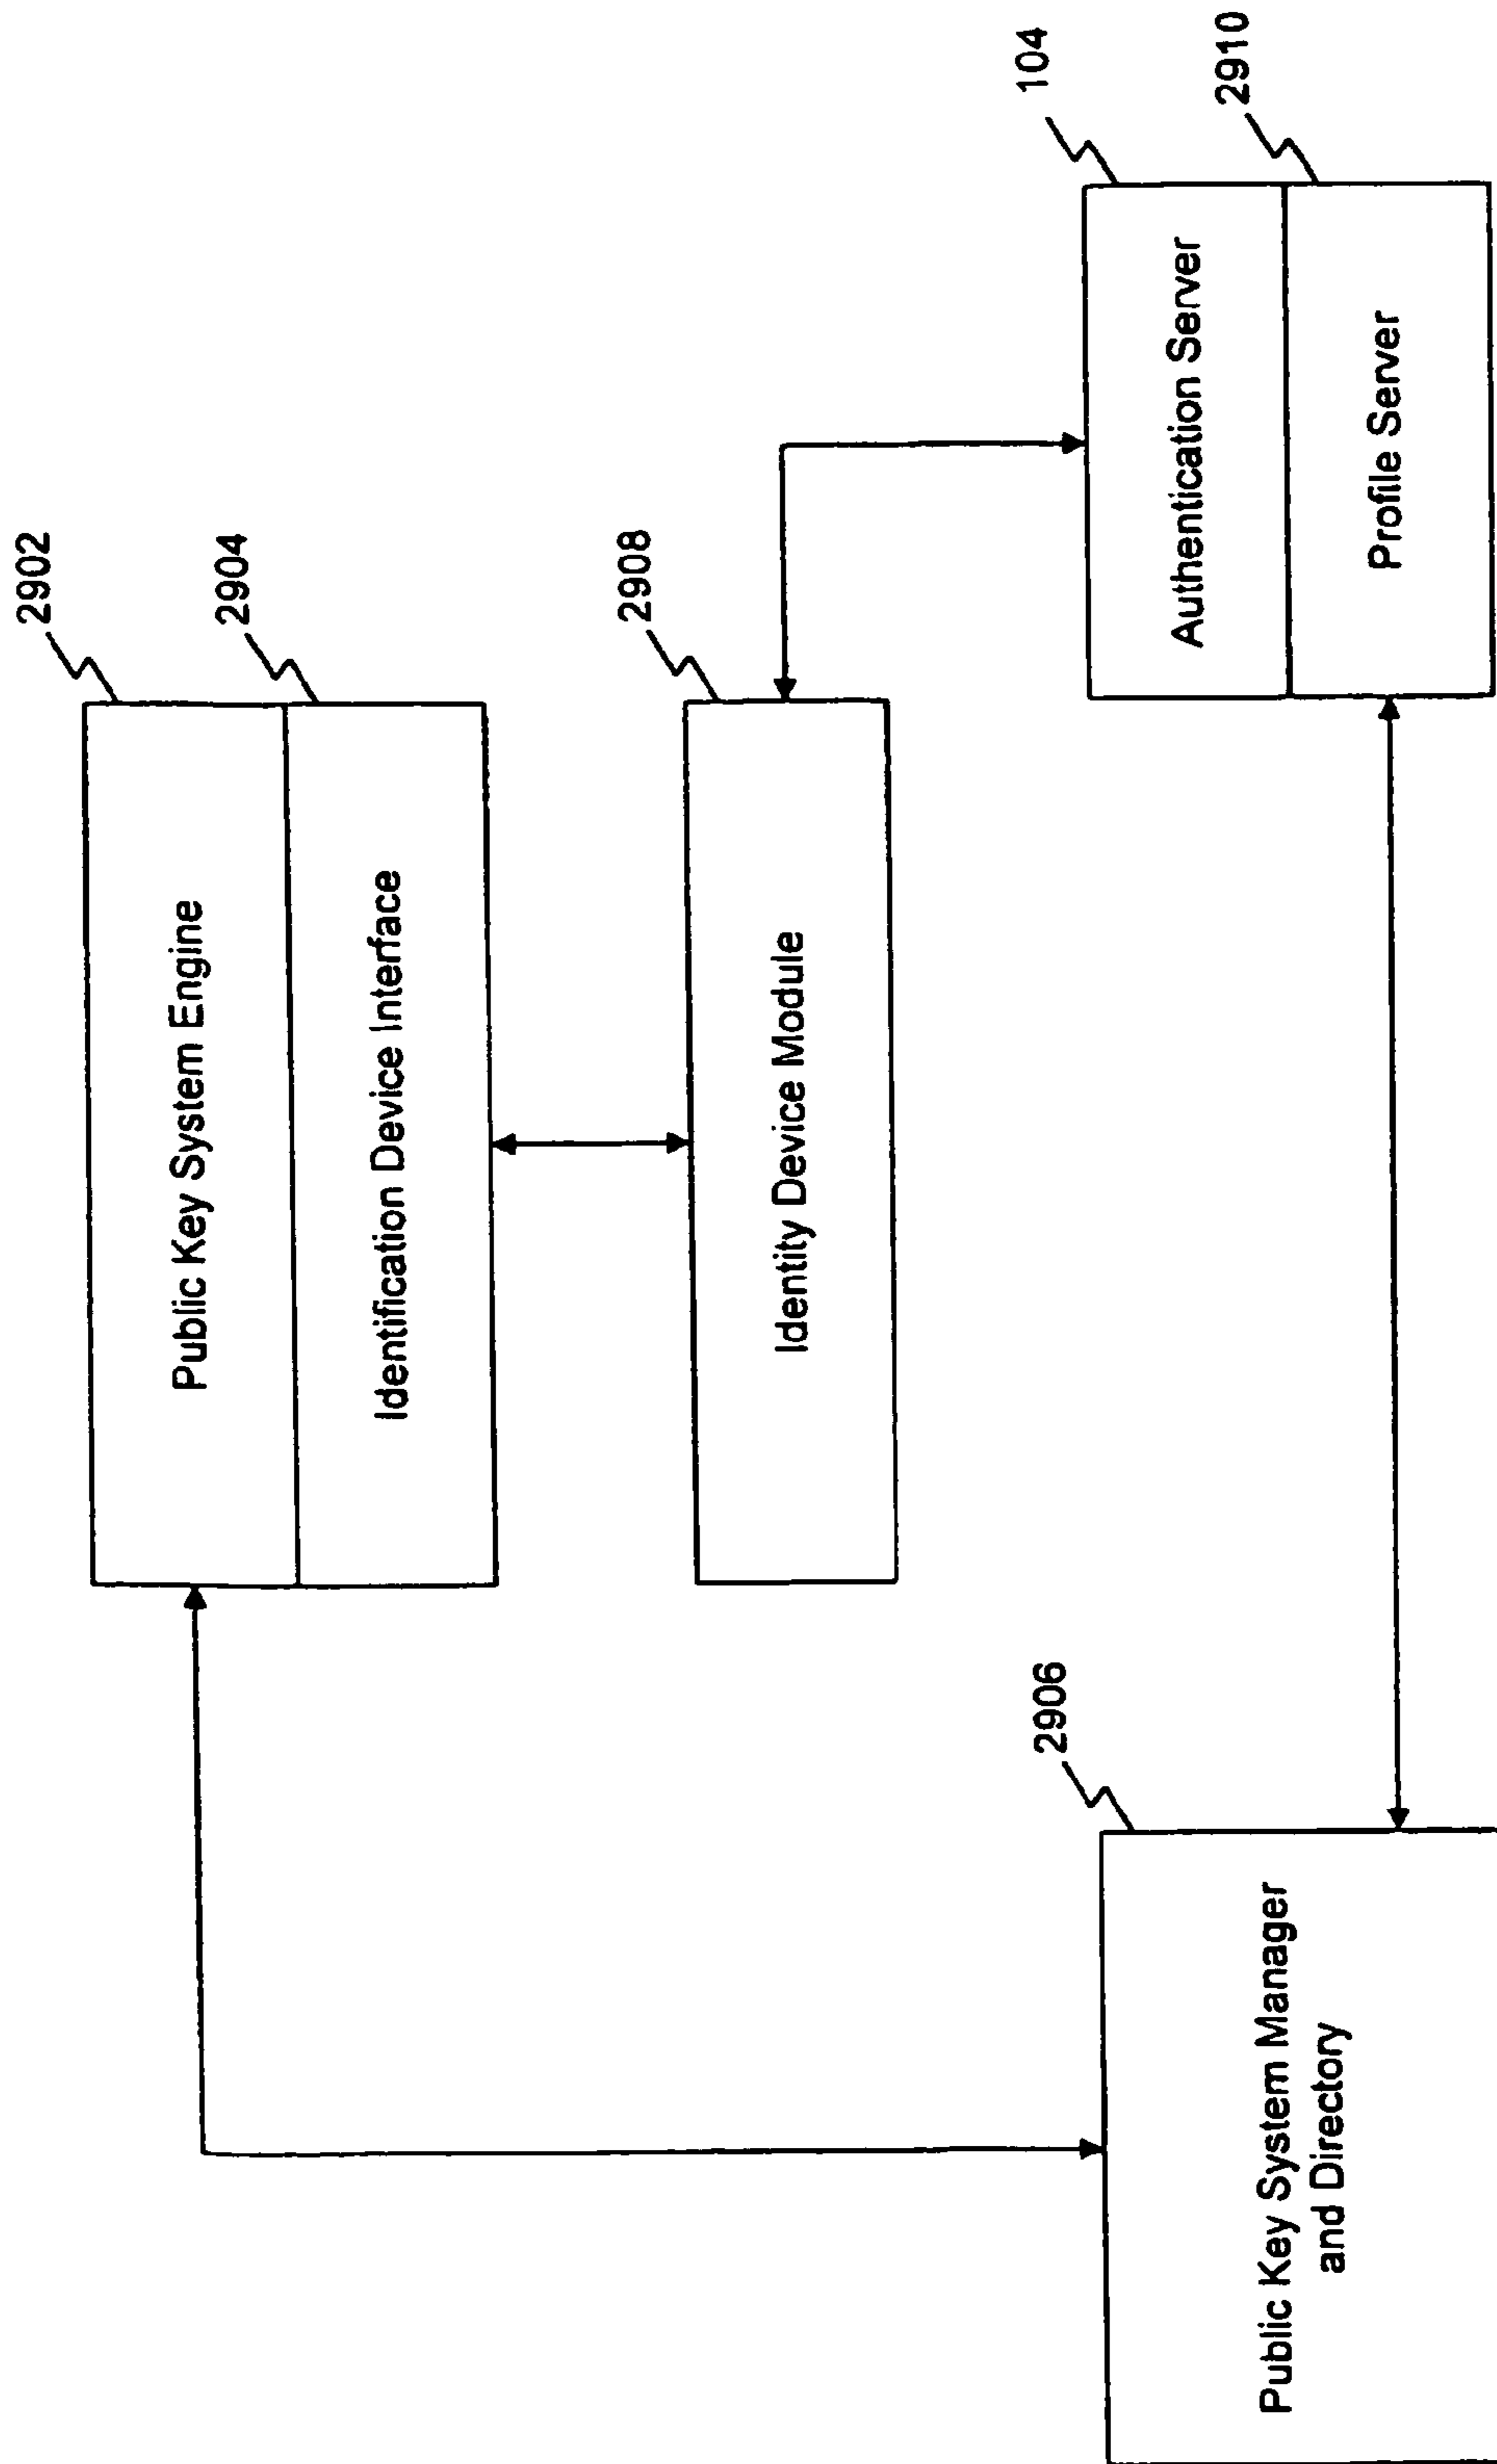 2902
Public Key System Engine
2904
Identification Device Interface
2908
Identity Device Module
2906
Public Key System Manager
and Directory
104
Authentication Server
2910
Profile Server